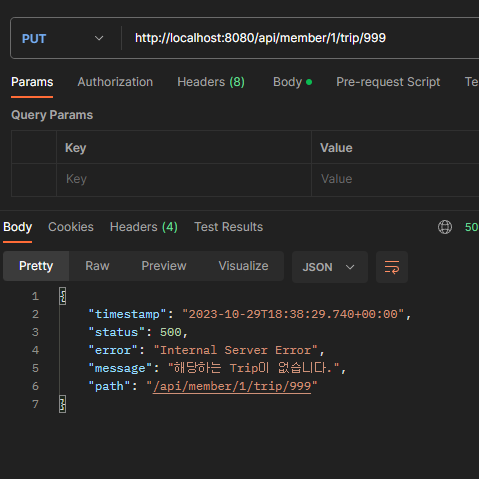 PUT http://localhost:8080/api/member/1/trip/999
Params Authorization Headers (8) Body Pre-request Script Te
Query Params
Key Value
Key Value
Body Cookies Headers (4) Test Results 50
Pretty Raw Preview Visualize JSON
1 {
2 "timestamp": "2023-10-29T18:38:29.740+00:00",
3 "status": 500,
4 "error": "Internal Server Error",
5 "message": "해당하는 Trip이 없습니다.",
6 "path": "/api/member/1/trip/999"
7 }